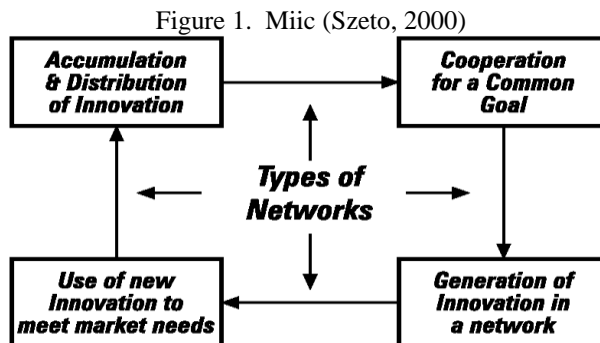 Figure 1.  Miic (Szeto, 2000)
Accumulation
& Distribution
of Innovation
Cooperation
for a Common
Goal
Types of
Networks
Use of new
Innovation to
meet market needs
Generation of
Innovation in
a network